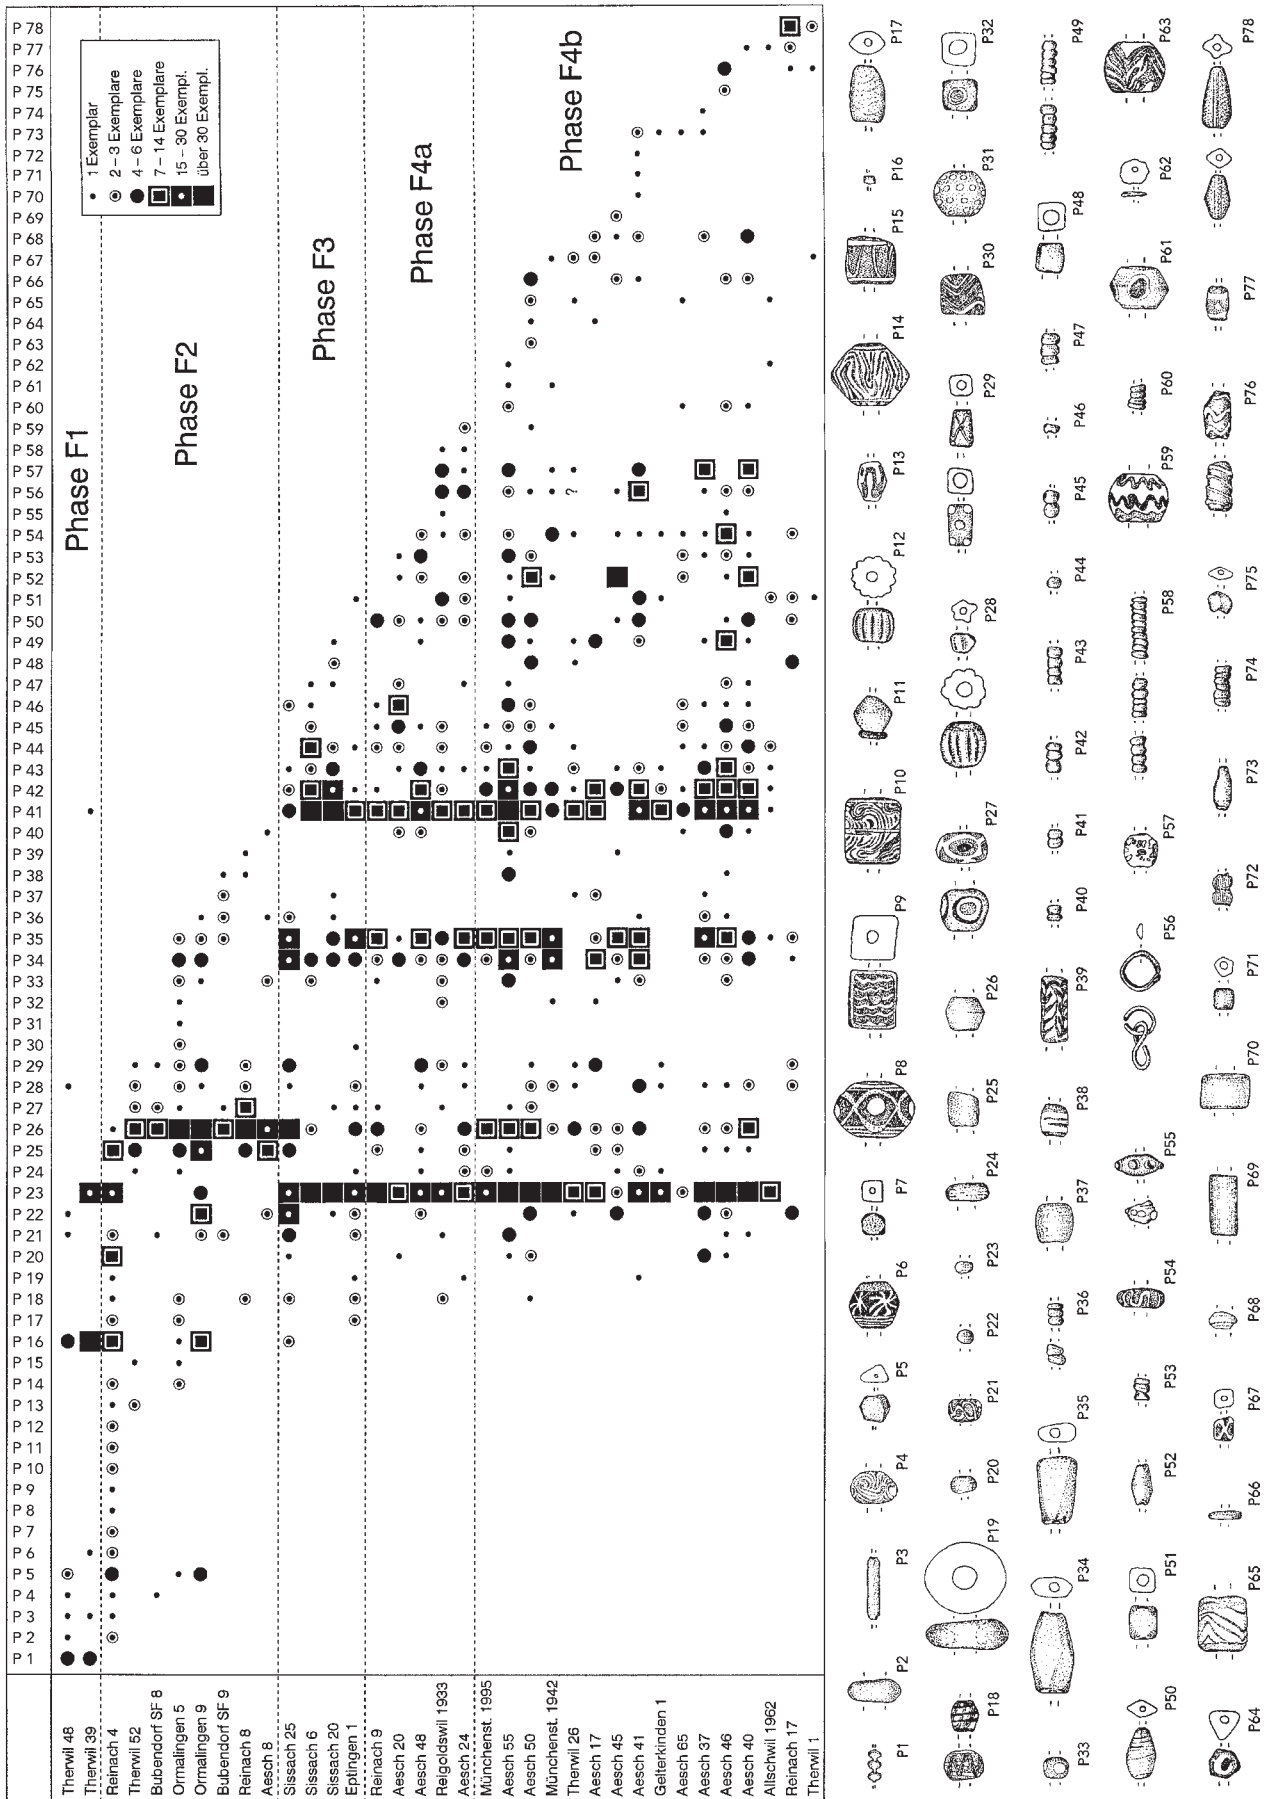 P 78
P 77
P 76
P 75
P 74
P 73
P 72
P 71
P 70
P 69
P 68
P 67
P 66
P 65
P 64
P 63
P 62
P 61
P 60
P 59
P 58
P 57
P 56
P 55
P 54
P 53
P 52
P 51
P 50
P 49
P 48
P 47
P 46
P 45
P 44
P 43
P 42
P 41
P 40
P 39
P 38
P 37
P 36
P 35
P 34
P 33
P 32
P 31
P 30
P 29
P 28
P 27
P 26
P 25
P 24
P 23
P 22
P 21
P 20
P 19
P 18
P 17
P 16
P 15
P 14
P 13
P 12
P 11
P 10
P 9
P 8
P 7
P 6
P 5
P 4
P 3
P 2
P 1
1 Exemplar
2 – 3 Exemplare
4 – 6 Exemplare
7 – 14 Exemplare
15 – 30 Exempl.
über 30 Exempl.
Phase F1
Phase F2
Phase F3
Phase F4a
Phase F4b
?
Therwil 48
Therwil 39
Reinach 4
Therwil 52
Bubendorf SF 8
Ormalingen 5
Ormalingen 9
Bubendorf SF 9
Reinach 8
Aesch 8
Sissach 25
Sissach 6
Sissach 20
Eptingen 1
Reinach 9
Aesch 20
Aesch 48
Reigoldswil 1933
Aesch 24
Münchenst. 1995
Aesch 55
Aesch 50
Münchenst. 1942
Therwil 26
Aesch 17
Aesch 45
Aesch 41
Gelterkinden 1
Aesch 65
Aesch 37
Aesch 46
Aesch 40
Allschwil 1962
Reinach 17
Therwil 1
P1
P2
P3
P4
P5
P6
P7
P8
P9
P10
P11
P12
P13
P14
P15
P16
P17
P18
P19
P20
P21
P22
P23
P24
P25
P26
P27
P28
P29
P30
P31
P32
P33
P34
P35
P36
P37
P38
P39
P40
P41
P42
P43
P44
P45
P46
P47
P48
P49
P50
P51
P52
P53
P54
P55
P56
P57
P58
P59
P60
P61
P62
P63
P64
P65
P66
P67
P68
P69
P70
P71
P72
P73
P74
P75
P76
P77
P78